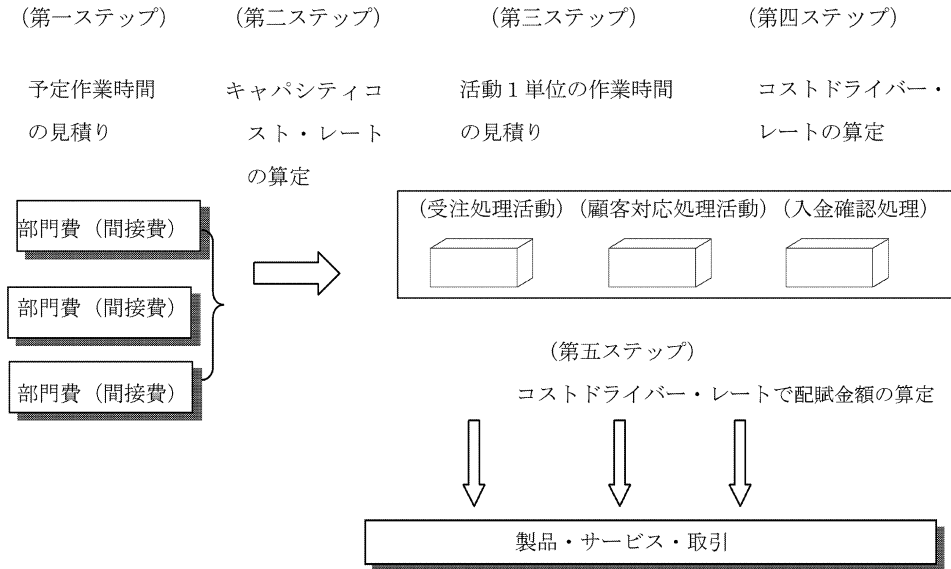 （第一ステップ）
（第二ステップ）
（第三ステップ）
（第四ステップ）
予定作業時間
の見積り
キャパシティコ
スト・レート
の算定
活動１単位の作業時間
の見積り
コストドライバー・
レートの算定
部門費（間接費）
部門費（間接費）
部門費（間接費）
（受注処理活動）（顧客対応処理活動）（入金確認処理）
（第五ステップ）
コストドライバー・レートで配賦金額の算定
製品・サービス・取引